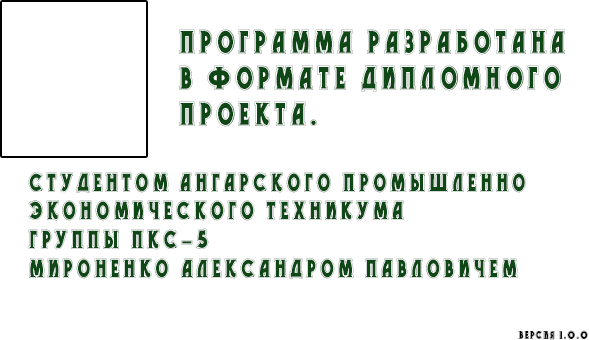 ПРОГРАММА РАЗРАБОТАНА
В ФОРМАТЕ ДИПЛОМНОГО
ПРОЕКТА.
СТУДЕНТОМ АНГАРСКОГО ПРОМЫШЛЕННО
ЭКОНОМИЧЕСКОГО ТЕХНИКУМА
ГРУППЫ ПКС-5
МИРОНЕНКО АЛЕКСАНДРОМ ПАВЛОВИЧЕМ
ВЕРСИЯ 1.0.0